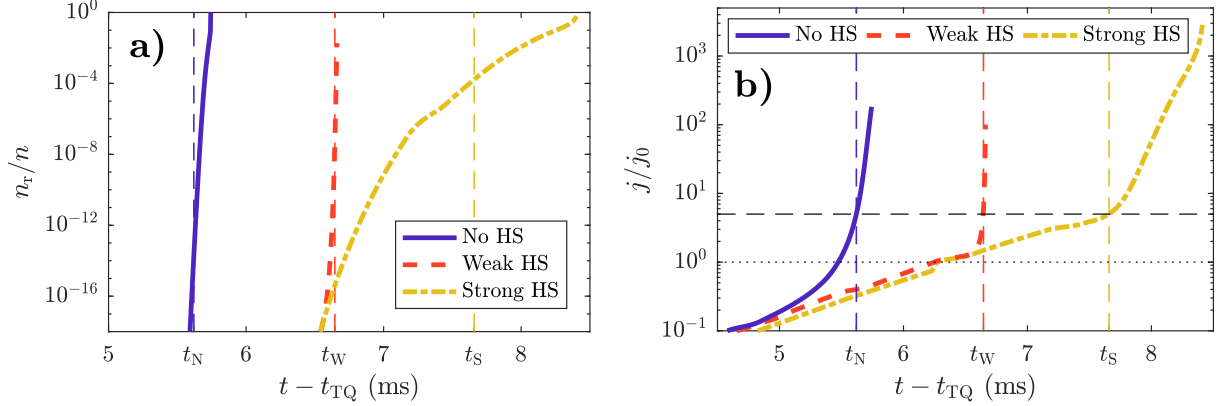 a)
10^0
10^-4
10^-8
10^-12
10^-16
n_r/n
No HS
Weak HS
Strong HS
5 t_N 6 t_W 7 t_S 8
t − t_TQ (ms)
No HS Weak HS Strong HS
b)
10^3
10^2
10^1
10^0
10^-1
j/j_0
5 t_N 6 t_W 7 t_S 8
t − t_TQ (ms)